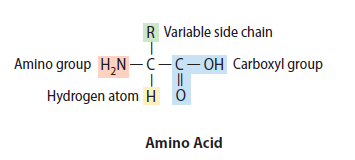 R Variable side chain
Amino group H₂N—C—C—OH Carboxyl group
Hydrogen atom H O
Amino Acid